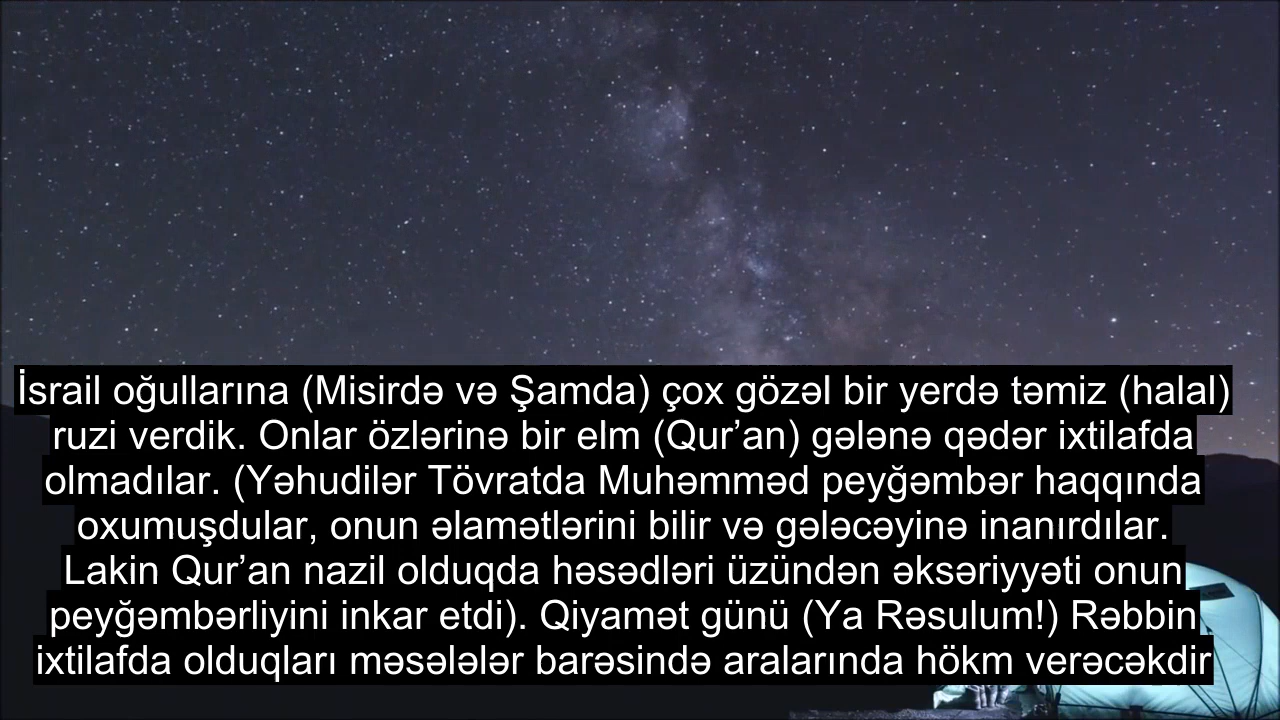 İsrail oğullarına (Misirdə və Şamda) çox gözəl bir yerdə təmiz (halal)
ruzi verdik. Onlar özlərinə bir elm (Qur’an) gələnə qədər ixtilafda
olmadılar. (Yəhudilər Tövratda Muhəmməd peyğəmbər haqqında
oxumuşdular, onun əlamətlərini bilir və gələcəyinə inanırdılar.
Lakin Qur’an nazil olduqda həsədləri üzündən əksəriyyəti onun
peyğəmbərliyini inkar etdi). Qiyamət günü (Ya Rəsulum!) Rəbbin
ixtilafda olduqları məsələlər barəsində aralarında hökm verəcəkdir